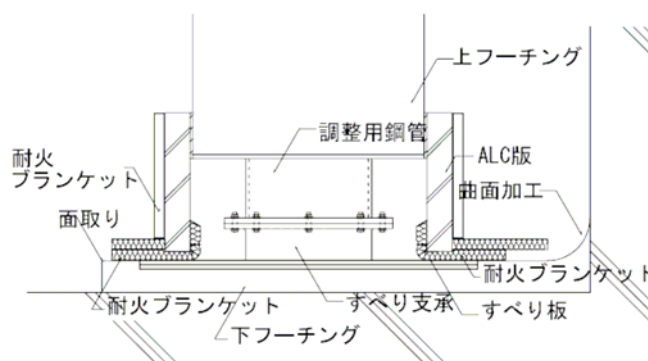 上フーチング
調整用鋼管
ALC版
耐火
ブランケット
曲面加工
面取り
耐火ブランケット
耐火ブランケット
すべり支承
すべり板
下フーチング